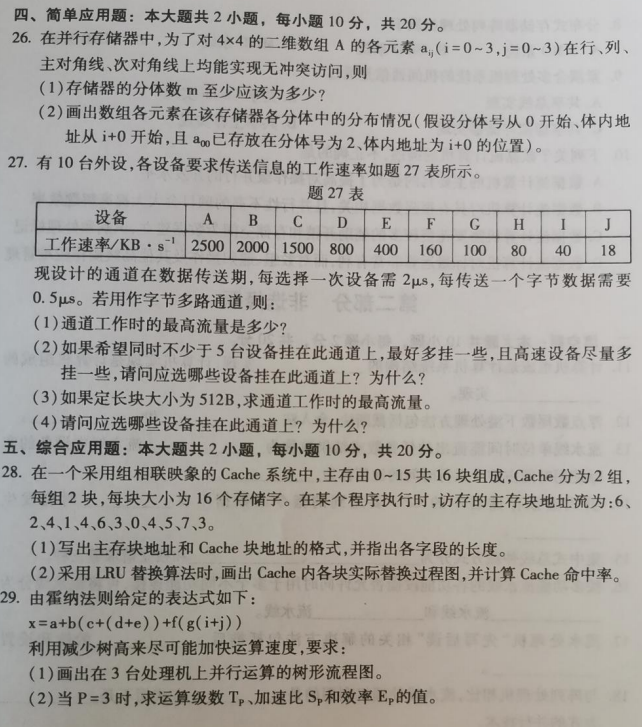 四、简单应用题：本大题共 2 小题，每小题 10 分，共 20 分。
26. 在并行存储器中，为了对 4×4 的二维数组 A 的各元素 aᵢⱼ(i=0~3,j=0~3)在行、列、
主对角线、次对角线上均能实现无冲突访问，则
(1)存储器的分体数 m 至少应该为多少？
(2)画出数组各元素在该存储器各分体中的分布情况(假设分体号从 0 开始、体内地
址从 i+0 开始，且 a₀₀已存放在分体号为 2、体内地址为 i+0 的位置)。
27. 有 10 台外设，各设备要求传送信息的工作速率如题 27 表所示。
题 27 表
设备 A B C D E F G H I J
工作速率/KB·s⁻¹ 2500 2000 1500 800 400 160 100 80 40 18
现设计的通道在数据传送期，每选择一次设备需 2μs，每传送一个字节数据需要
0.5μs。若用作字节多路通道，则：
(1)通道工作时的最高流量是多少？
(2)如果希望同时不少于 5 台设备挂在此通道上，最好多挂一些，且高速设备尽量多
挂一些，请问应选哪些设备挂在此通道上？为什么？
(3)如果定长块大小为 512B，求通道工作时的最高流量。
(4)请问应选哪些设备挂在此通道上？为什么？
五、综合应用题：本大题共 2 小题，每小题 10 分，共 20 分。
28. 在一个采用组相联映象的 Cache 系统中，主存由 0~15 共 16 块组成，Cache 分为 2 组，
每组 2 块，每块大小为 16 个存储字。在某个程序执行时，访存的主存块地址流为：6、
2、4、1、4、6、3、0、4、5、7、3。
(1)写出主存块地址和 Cache 块地址的格式，并指出各字段的长度。
(2)采用 LRU 替换算法时，画出 Cache 内各块实际替换过程图，并计算 Cache 命中率。
29. 由霍纳法则给定的表达式如下：
x=a+b(c+(d+e))+f(g(i+j))
利用减少树高来尽可能加快运算速度，要求：
(1)画出在 3 台处理机上并行运算的树形流程图。
(2)当 P=3 时，求运算级数 Tₚ、加速比 Sₚ和效率 Eₚ的值。